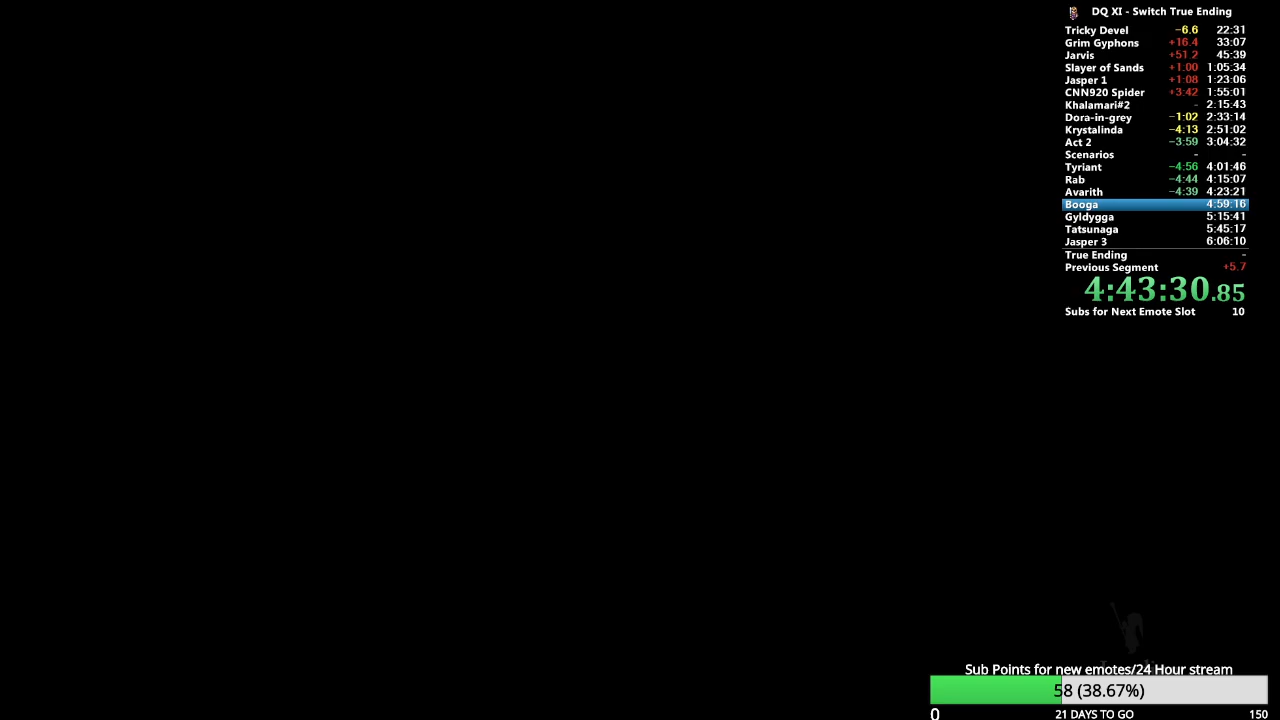 DQ XI - Switch True Ending
Tricky Devel -6.6 22:31
Grim Gyphons +16.4 33:07
Jarvis +51.2 45:39
Slayer of Sands +1:00 1:05:34
Jasper 1 +1:08 1:23:06
CNN920 Spider +3:42 1:55:01
Khalamari#2 - 2:15:43
Dora-in-grey -1:02 2:33:14
Krystalinda -4:13 2:51:02
Act 2 -3:59 3:04:32
Scenarios - -
Tyriant -4:56 4:01:46
Rab -4:44 4:15:07
Avarith -4:39 4:23:21
Booga 4:59:16
Gyldygga 5:15:41
Tatsunaga 5:45:17
Jasper 3 6:06:10
True Ending -
Previous Segment +5.7
4:43:30.85
Subs for Next Emote Slot 10
Sub Points for new emotes/24 Hour stream
58 (38.67%)
0 21 DAYS TO GO 150